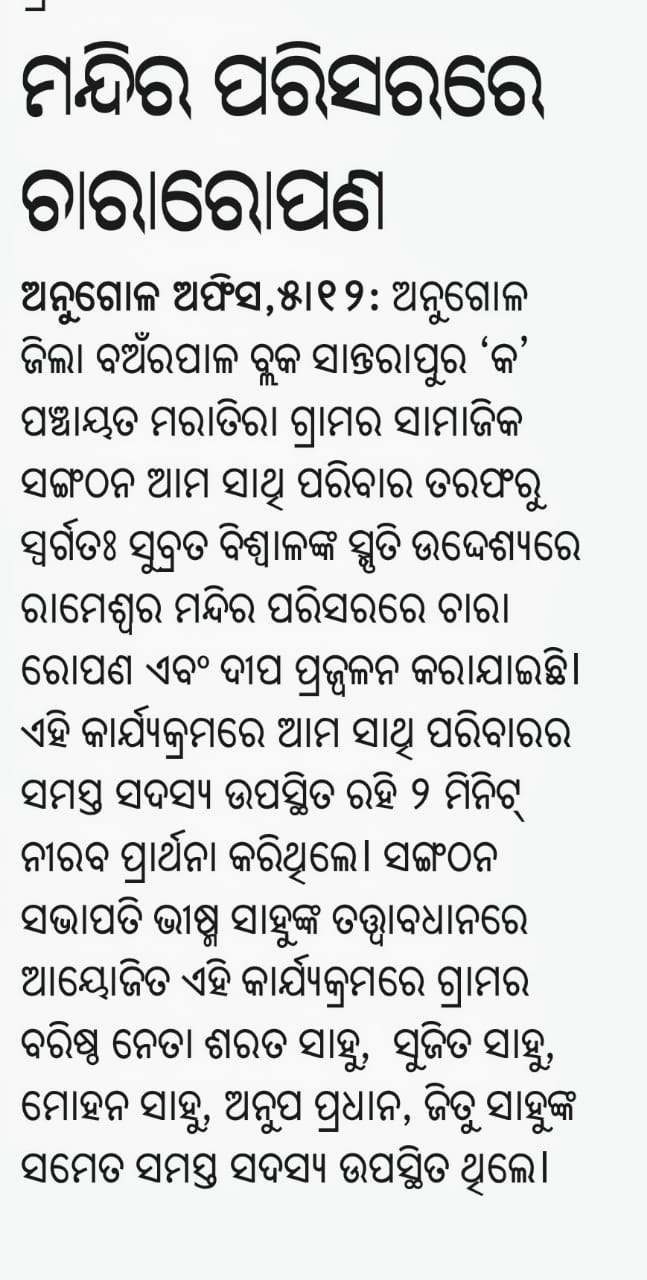 ମନ୍ଦିର ପରିସରରେ
ଚାରାରୋପଣ
ଅନୁଗୋଳ ଅଫିସ,୫ା୧୨: ଅନୁଗୋଳ
ଜିଲା ବଅଁରପାଳ ବ୍ଲକ ସାନ୍ତରାପୁର ‘କ’
ପଞ୍ଚାୟତ ମରାତିରା ଗ୍ରାମର ସାମାଜିକ
ସଙ୍ଗଠନ ଆମ ସାଥି ପରିବାର ତରଫରୁ
ସ୍ବର୍ଗତଃ ସୁବ୍ରତ ବିଶ୍ୱାଳଙ୍କ ସ୍ମୃତି ଉଦ୍ଦେଶ୍ୟରେ
ରାମେଶ୍ୱର ମନ୍ଦିର ପରିସରରେ ଚାରା
ରୋପଣ ଏବଂ ଦୀପ ପ୍ରଜ୍ୱଳନ କରାଯାଇଛି।
ଏହି କାର୍ଯ୍ୟକ୍ରମରେ ଆମ ସାଥି ପରିବାରର
ସମସ୍ତ ସଦସ୍ୟ ଉପସ୍ଥିତ ରହି ୨ ମିନିଟ୍
ନୀରବ ପ୍ରାର୍ଥନା କରିଥିଲେ। ସଙ୍ଗଠନ
ସଭାପତି ଭୀଷ୍ମ ସାହୁଙ୍କ ତତ୍ତ୍ୱାବଧାନରେ
ଆୟୋଜିତ ଏହି କାର୍ଯ୍ୟକ୍ରମରେ ଗ୍ରାମର
ବରିଷ୍ଠ ନେତା ଶରତ ସାହୁ, ସୁଜିତ ସାହୁ,
ମୋହନ ସାହୁ, ଅନୁପ ପ୍ରଧାନ, ଜିତୁ ସାହୁଙ୍କ
ସମେତ ସମସ୍ତ ସଦସ୍ୟ ଉପସ୍ଥିତ ଥିଲେ।